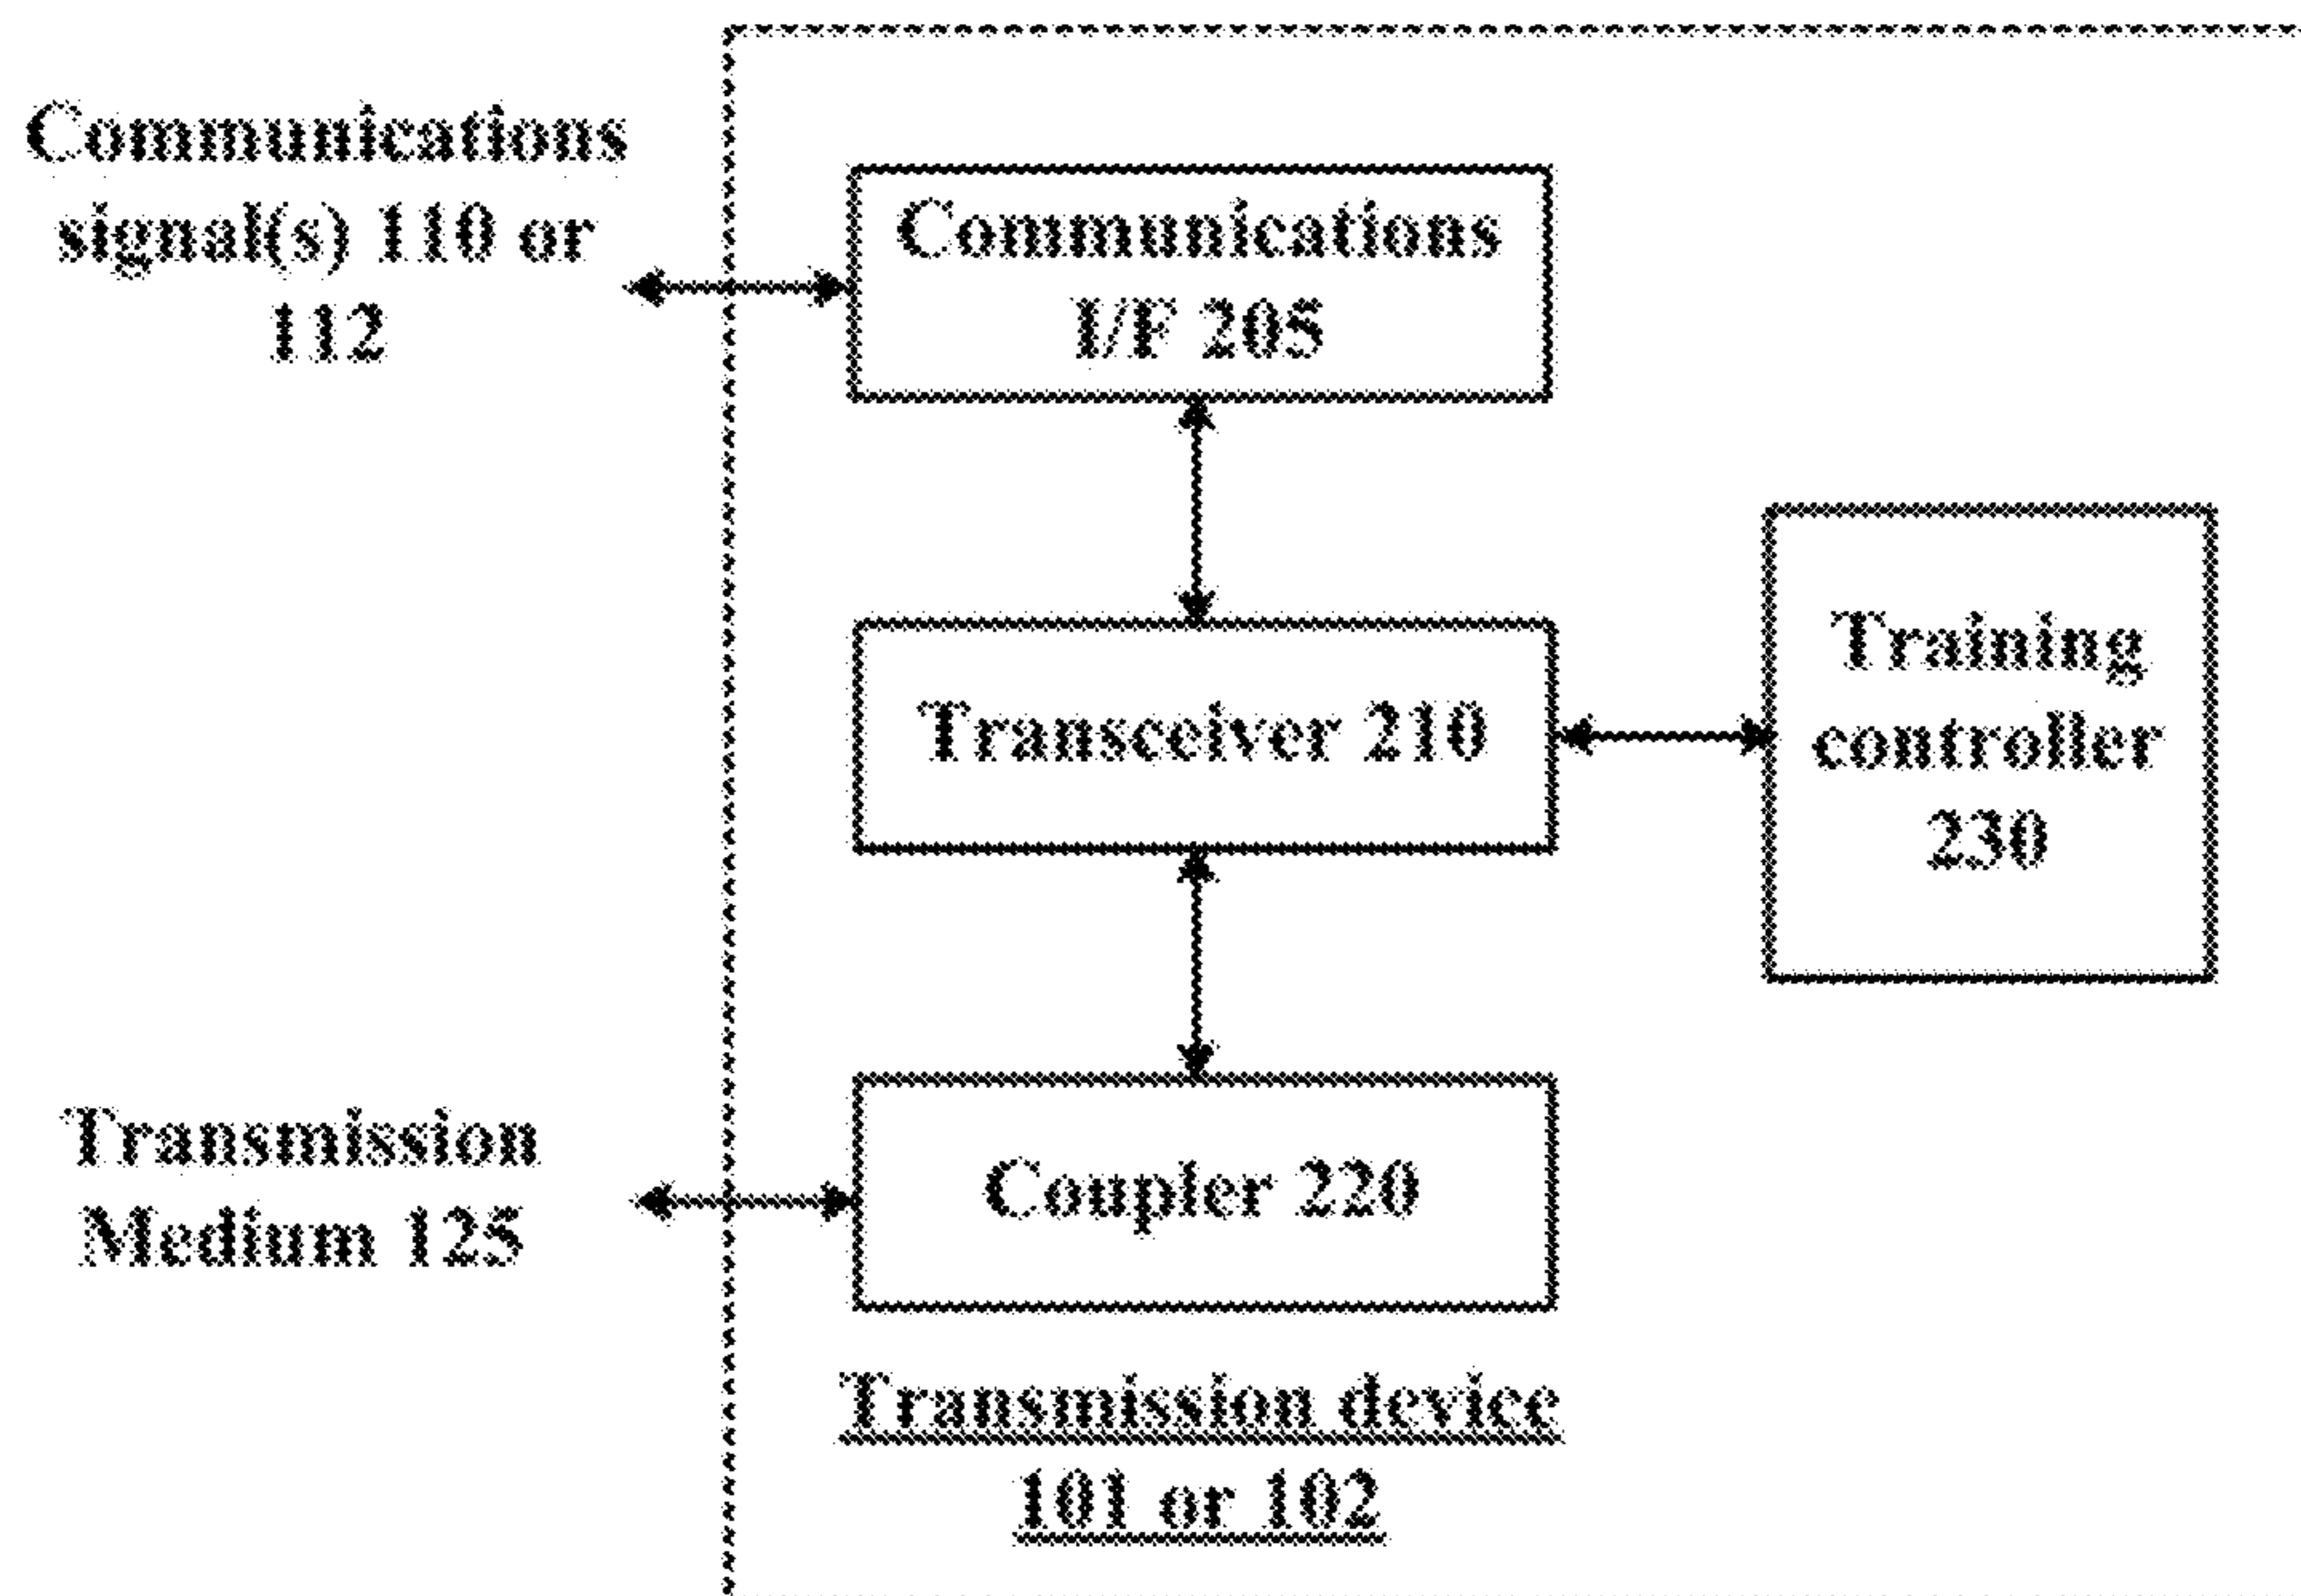 Communications
signal(s) 110 or
112
Communications
I/F 205
Transceiver 210
Training
controller
230
Transmission
Medium 125
Coupler 220
Transmission device
101 or 102